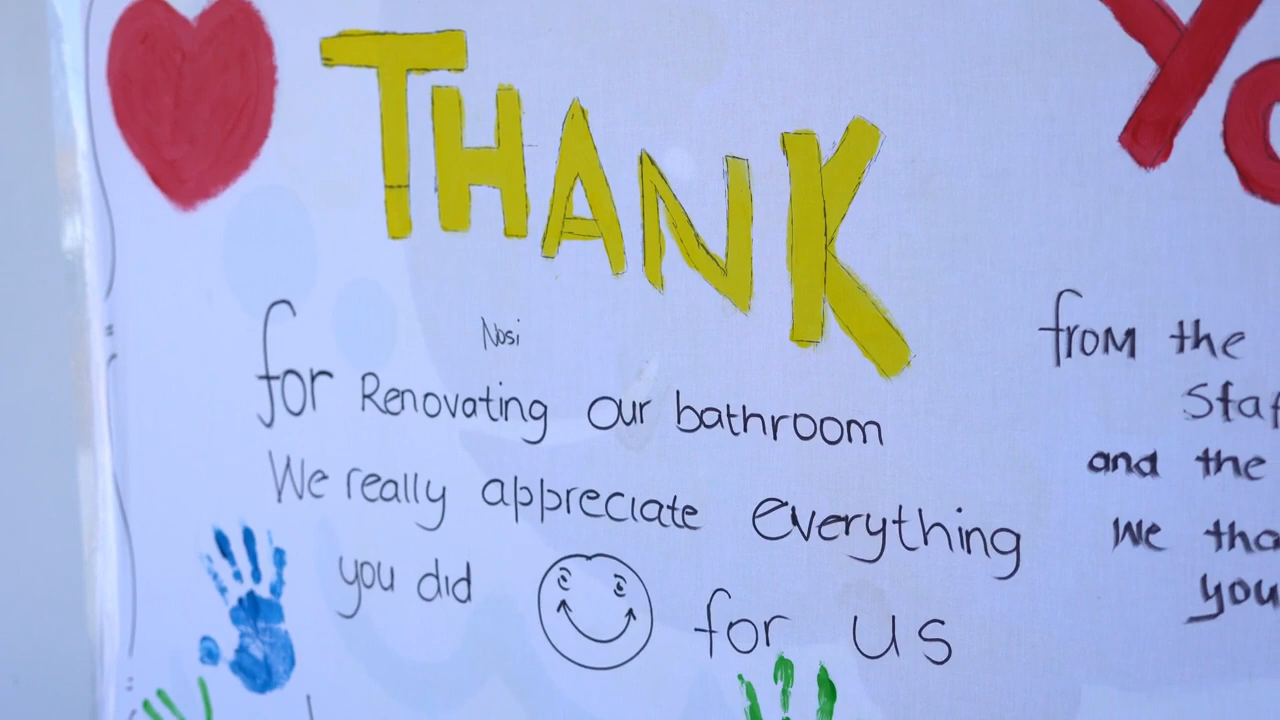 THANK
Nosi
for Renovating Our bathroom
We really appreciate everything
you did for us
from the
and the
We
you